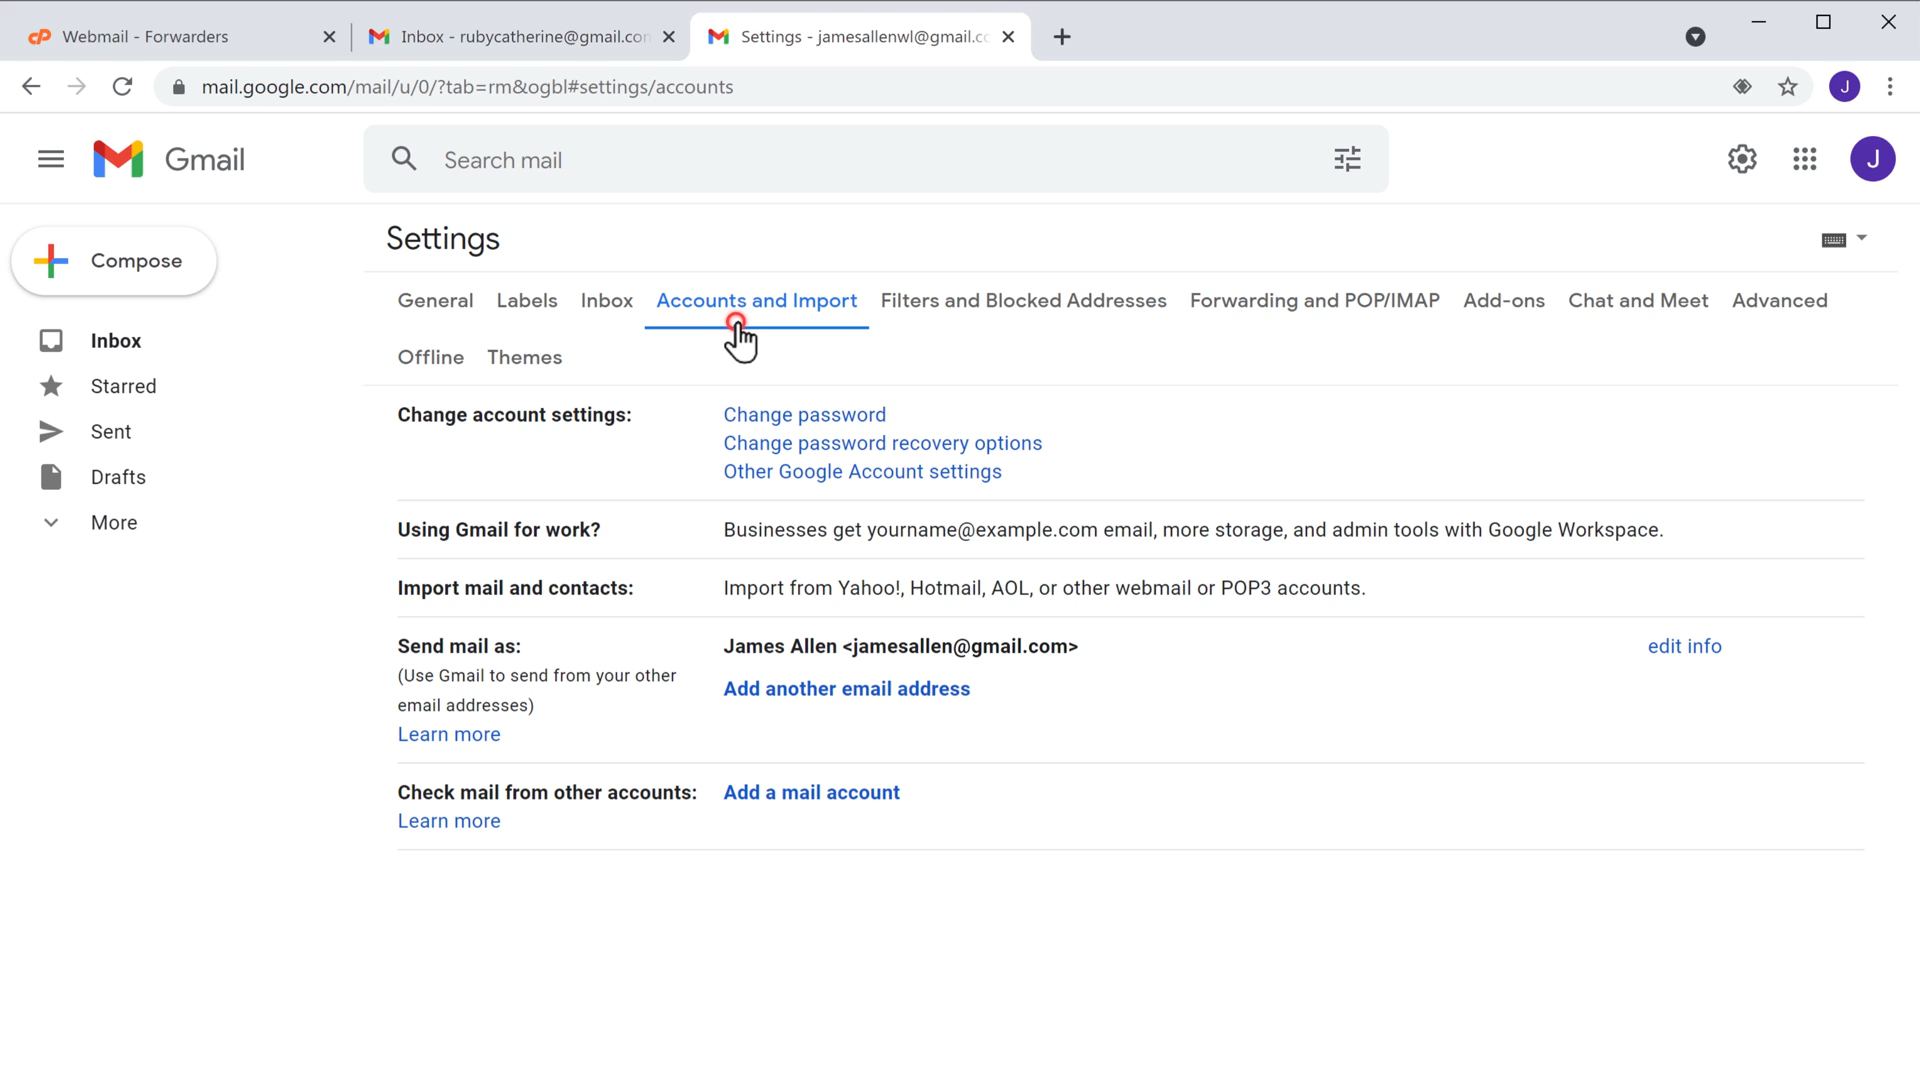 Webmail - Forwarders
Inbox - rubycatherine@gmail.con
Settings - jamesallenwl@gmail.cc
mail.google.com/mail/u/0/?tab=rm&ogbl#settings/accounts
J
Gmail
Search mail
J
Compose
Inbox
Starred
Sent
Drafts
More
Settings
General Labels Inbox Accounts and Import Filters and Blocked Addresses Forwarding and POP/IMAP Add-ons Chat and Meet Advanced
Offline Themes
Change account settings: Change password
Change password recovery options
Other Google Account settings
Using Gmail for work? Businesses get yourname@example.com email, more storage, and admin tools with Google Workspace.
Import mail and contacts: Import from Yahoo!, Hotmail, AOL, or other webmail or POP3 accounts.
Send mail as: James Allen <jamesallen@gmail.com> edit info
(Use Gmail to send from your other
email addresses)
Add another email address
Learn more
Check mail from other accounts: Add a mail account
Learn more